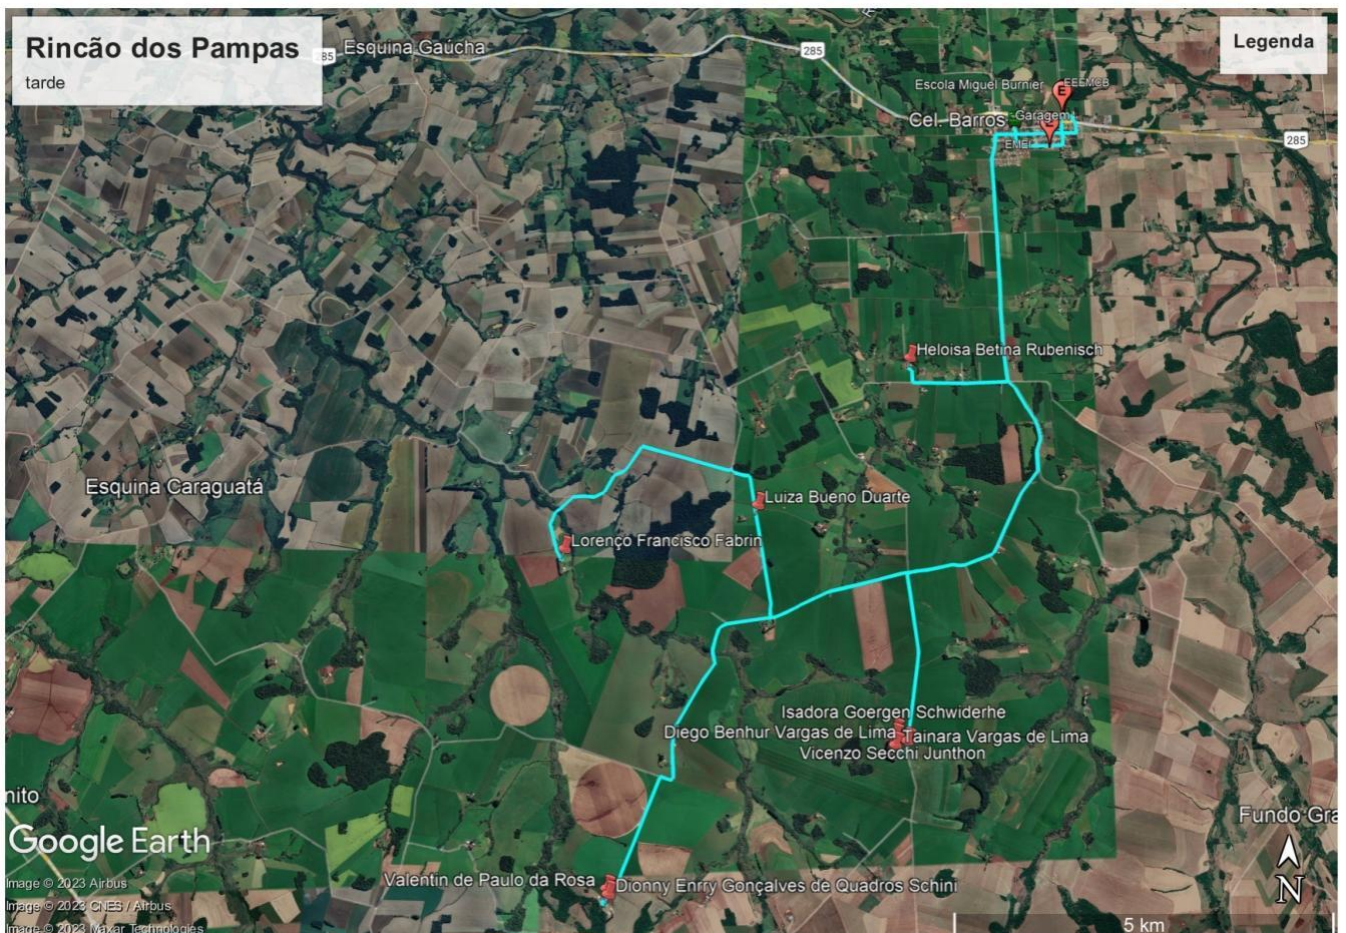 Rincão dos Pampas
tarde
Legenda
285
Esquina Gaúcha
285
Escola Miguel Burnier
EEEMCB
E
Cel. Barros
Garagem
285
Heloisa Betina Rubenisch
Esquina Caraguatá
Luiza Bueno Duarte
Lorenço Francisco Fabrin
Isadora Goergen Schwiderhe
Diego Benhur Vargas de Lima
Tainara Vargas de Lima
Vicenzo Secchi Junthon
nito
Fundo Gra
Google Earth
Valentin de Paulo da Rosa
Dionny Enrry Gonçalves de Quadros Schini
N
Image © 2023 Airbus
Image © 2023 CNES / Airbus
Image © 2023 Maxar Technologies
5 km